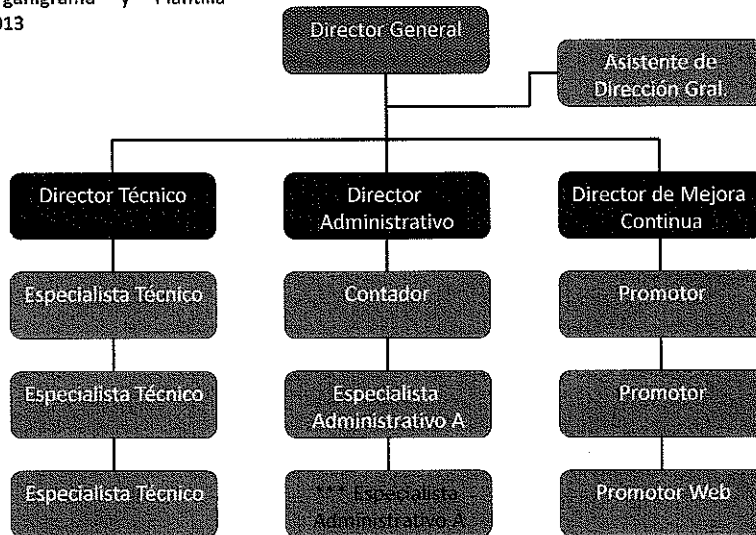 y Plantilla
Director General
Asistente de
Dirección Gral.
Director Técnico
Director
Administrativo
Director de Mejora
Continua
Especialista Técnico
Contador
Promotor
Especialista Técnico
Especialista
Administrativo A
Promotor
Especialista Técnico
*** Especialista
Administrativo A
Promotor Web